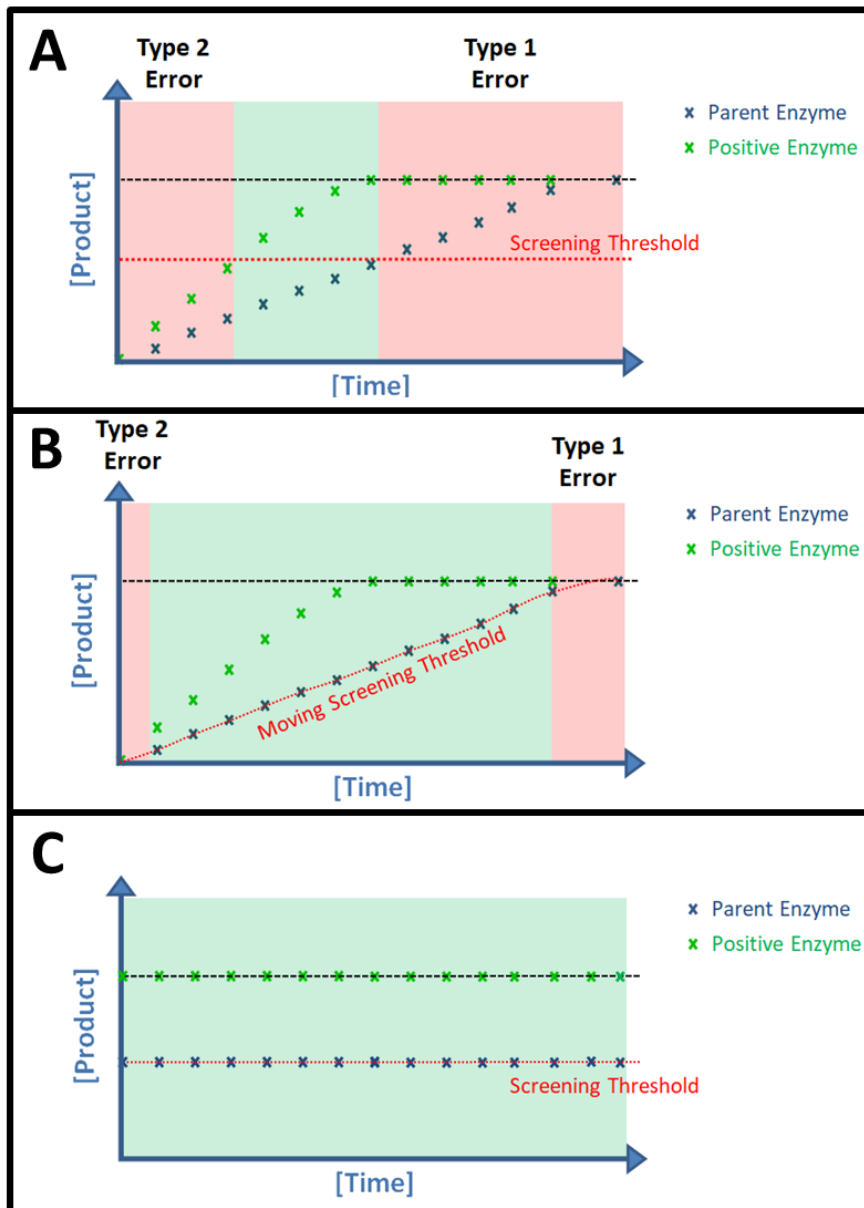 A
Type 2
Error
Type 1
Error
Parent Enzyme
Positive Enzyme
Screening Threshold
[Product]
[Time]
B
Type 2
Error
Type 1
Error
Parent Enzyme
Positive Enzyme
Moving Screening Threshold
[Product]
[Time]
C
Parent Enzyme
Positive Enzyme
Screening Threshold
[Product]
[Time]